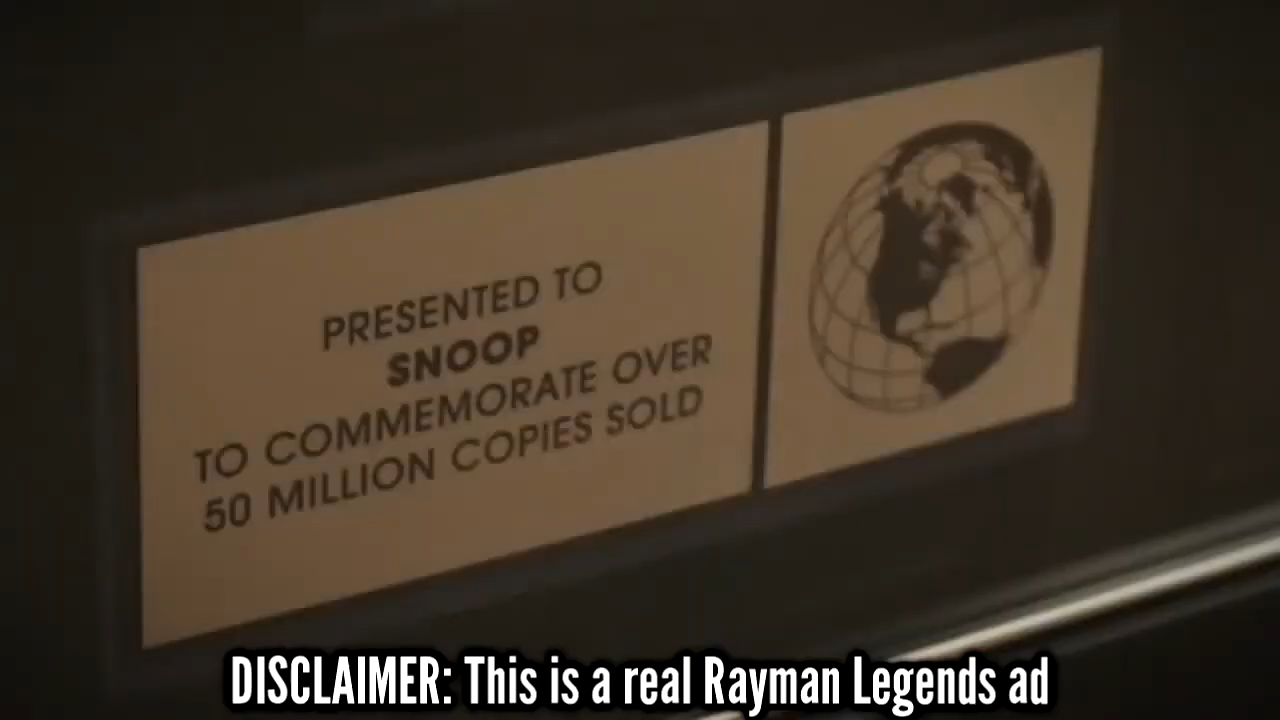 PRESENTED TO
SNOOP
TO COMMEMORATE OVER
50 MILLION COPIES SOLD
DISCLAIMER: This is a real Rayman Legends ad